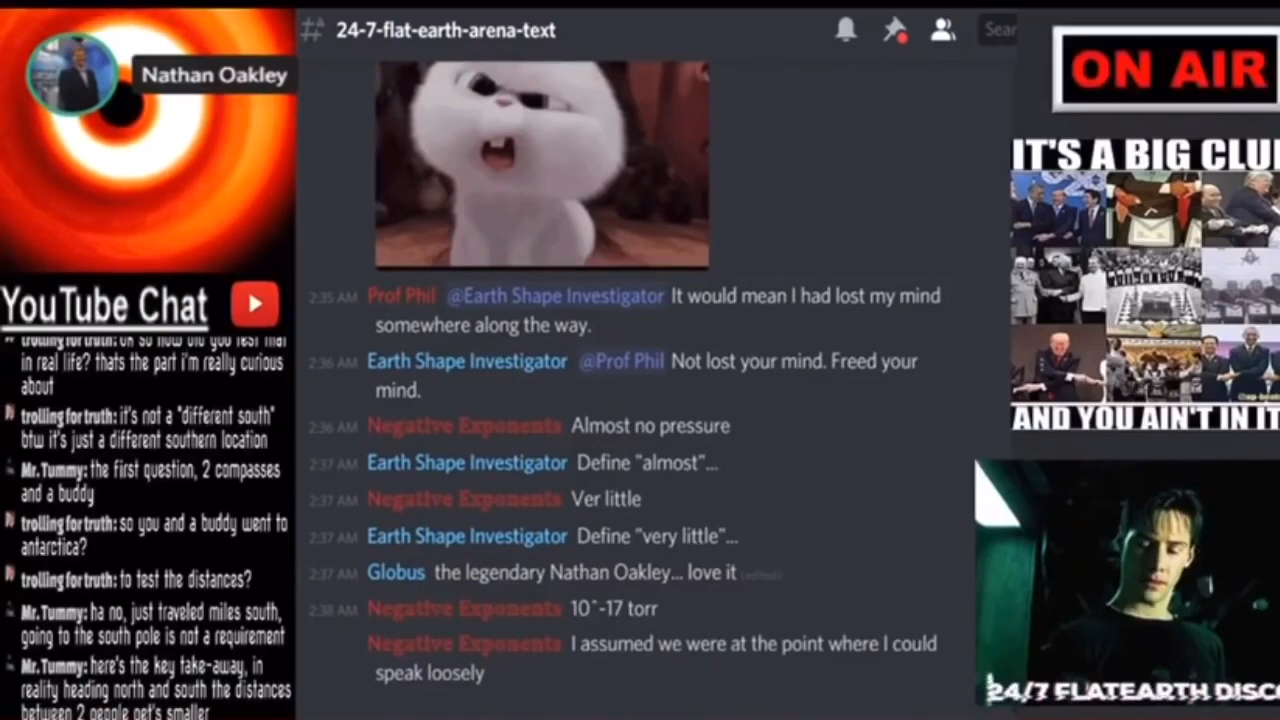 24-7-flat-earth-arena-text
Sear
Nathan Oakley
ON AIR
IT'S A BIG CLU
AND YOU AIN'T IN IT
24/7 FLATEARTH DISC
2:35 AM Prof Phil @Earth Shape Investigator It would mean I had lost my mind
somewhere along the way.
2:36 AM Earth Shape Investigator @Prof Phil Not lost your mind. Freed your
mind.
2:36 AM Negative Exponents Almost no pressure
2:37 AM Earth Shape Investigator Define "almost"...
2:37 AM Negative Exponents Ver little
2:37 AM Earth Shape Investigator Define "very little"...
2:37 AM Globus the legendary Nathan Oakley... love it (edited)
2:38 AM Negative Exponents 10^-17 torr
Negative Exponents I assumed we were at the point where I could
speak loosely
YouTube Chat
trolling for truth: oh so how did you test that
in real life? thats the part i'm really curious
about
trolling for truth: it's not a "different south"
btw it's just a different southern location
Mr. Tummy: the first question, 2 compasses
and a buddy
trolling for truth: so you and a buddy went to
antarctica?
trolling for truth: to test the distances?
Mr. Tummy: ha no, just traveled miles south,
going to the south pole is not a requirement
Mr. Tummy: here's the key take-away, in
reality heading north and south the distances
between 2 people get's smaller